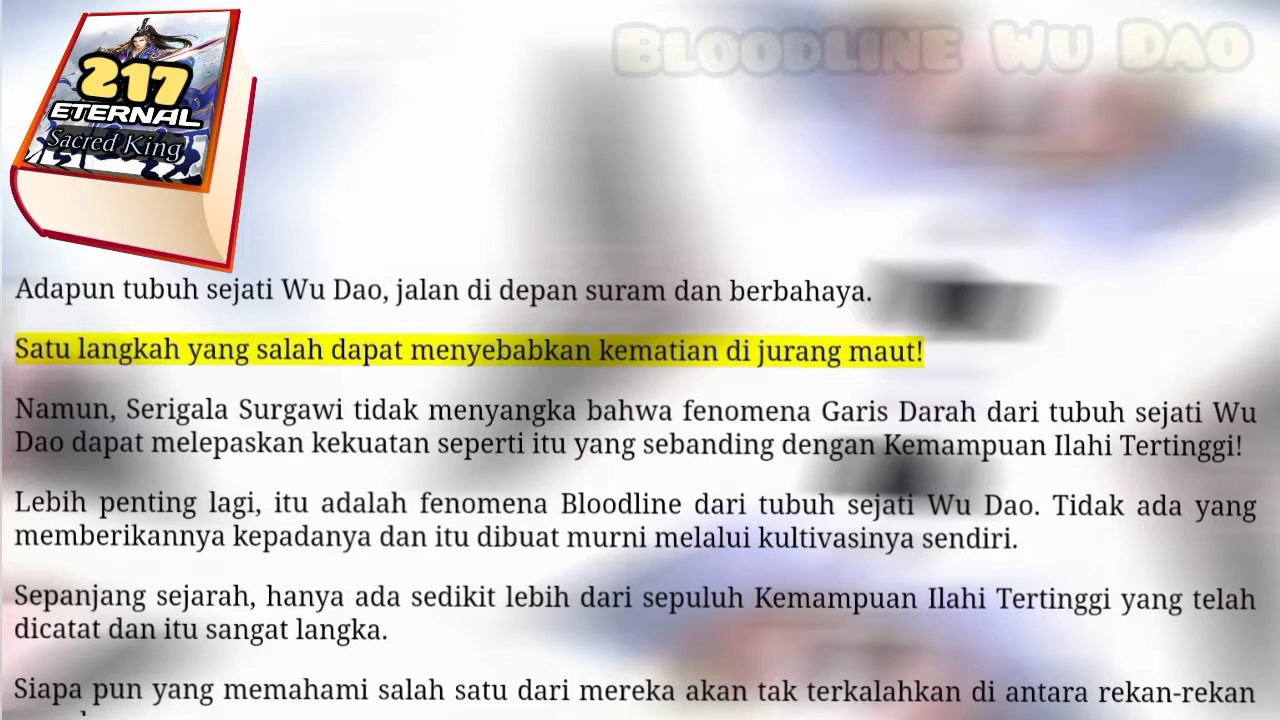 BLOODLINE WU DAO
217
ETERNAL
Sacred King
Adapun tubuh sejati Wu Dao, jalan di depan suram dan berbahaya.
Satu langkah yang salah dapat menyebabkan kematian di jurang maut!
Namun, Serigala Surgawi tidak menyangka bahwa fenomena Garis Darah dari tubuh sejati Wu
Dao dapat melepaskan kekuatan seperti itu yang sebanding dengan Kemampuan Ilahi Tertinggi!
Lebih penting lagi, itu adalah fenomena Bloodline dari tubuh sejati Wu Dao. Tidak ada yang
memberikannya kepadanya dan itu dibuat murni melalui kultivasinya sendiri.
Sepanjang sejarah, hanya ada sedikit lebih dari sepuluh Kemampuan Ilahi Tertinggi yang telah
dicatat dan itu sangat langka.
Siapa pun yang memahami salah satu dari mereka akan tak terkalahkan di antara rekan-rekan